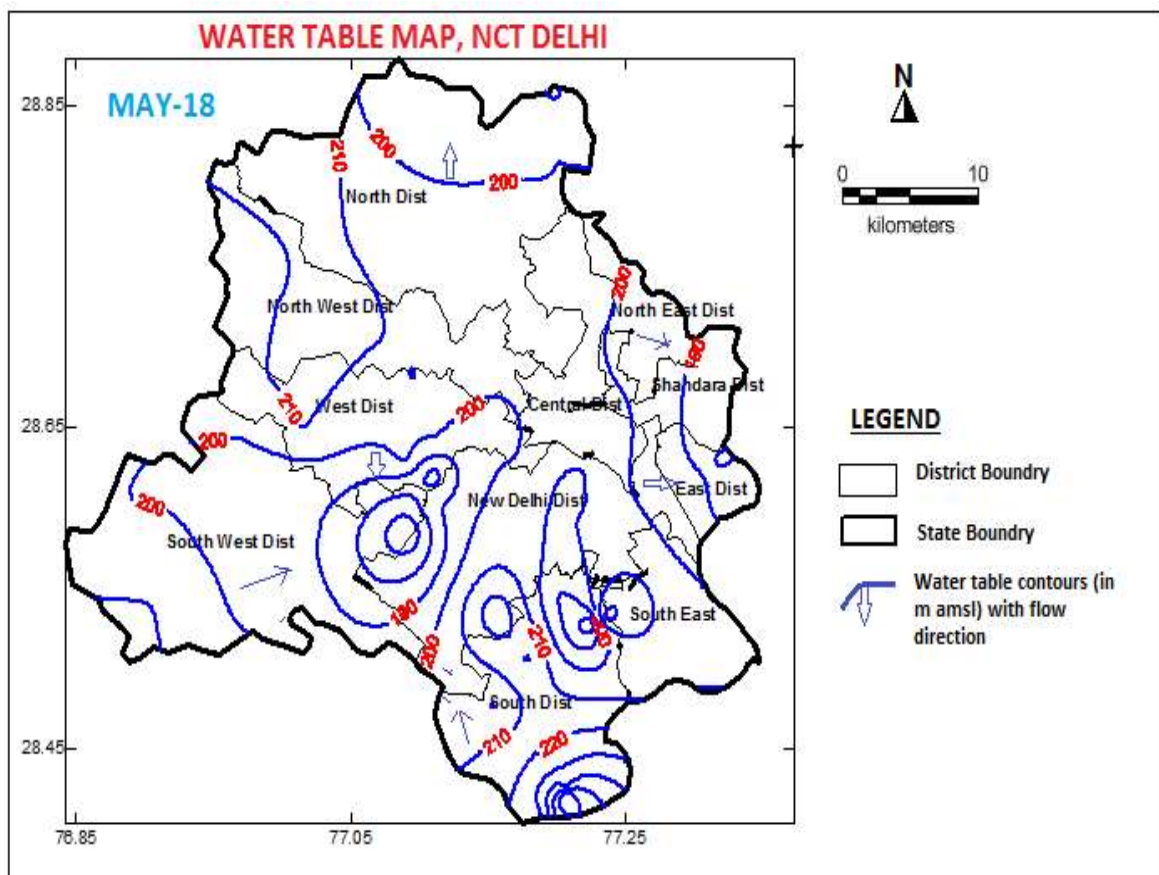 WATER TABLE MAP, NCT DELHI
MAY-18
N
0 10
kilometers
28.85
28.65
28.45
76.85
77.05
77.25
200
210
200
North Dist
200
North West Dist
North East Dist
190
Shandara Dist
210
West Dist
200
Central Dist
200
200
New Delhi Dist
East Dist
South West Dist
190
South East
200
210
200
South Dist
210
220
LEGEND
District Boundry
State Boundry
Water table contours (in
m amsl) with flow
direction